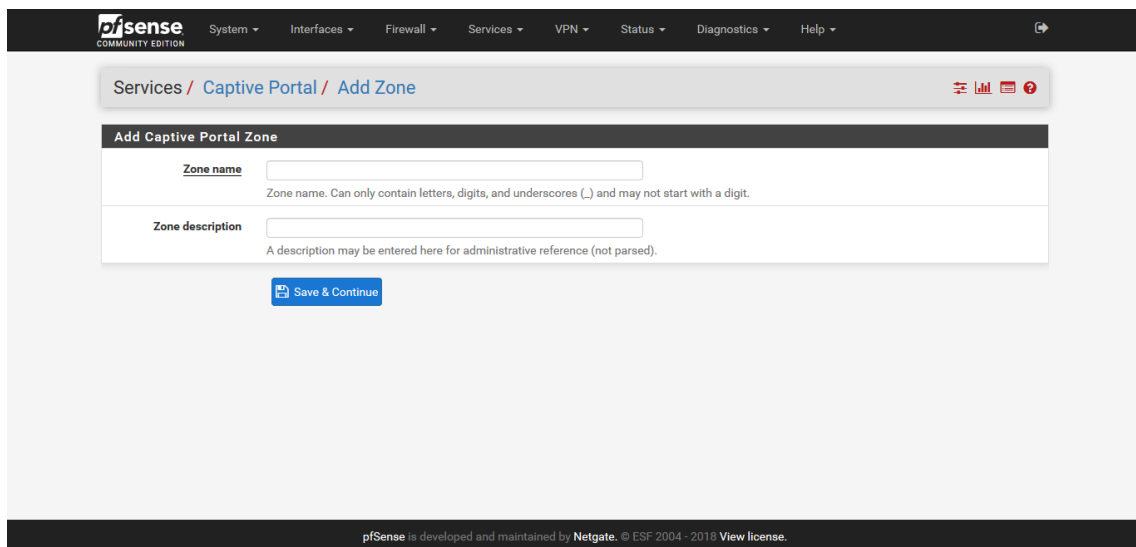 pfsense
COMMUNITY EDITION
System Interfaces Firewall Services VPN Status Diagnostics Help
Services / Captive Portal / Add Zone
Add Captive Portal Zone
Zone name
Zone name. Can only contain letters, digits, and underscores (_) and may not start with a digit.
Zone description
A description may be entered here for administrative reference (not parsed).
Save & Continue
pfSense is developed and maintained by Netgate. © ESF 2004 - 2018 View license.